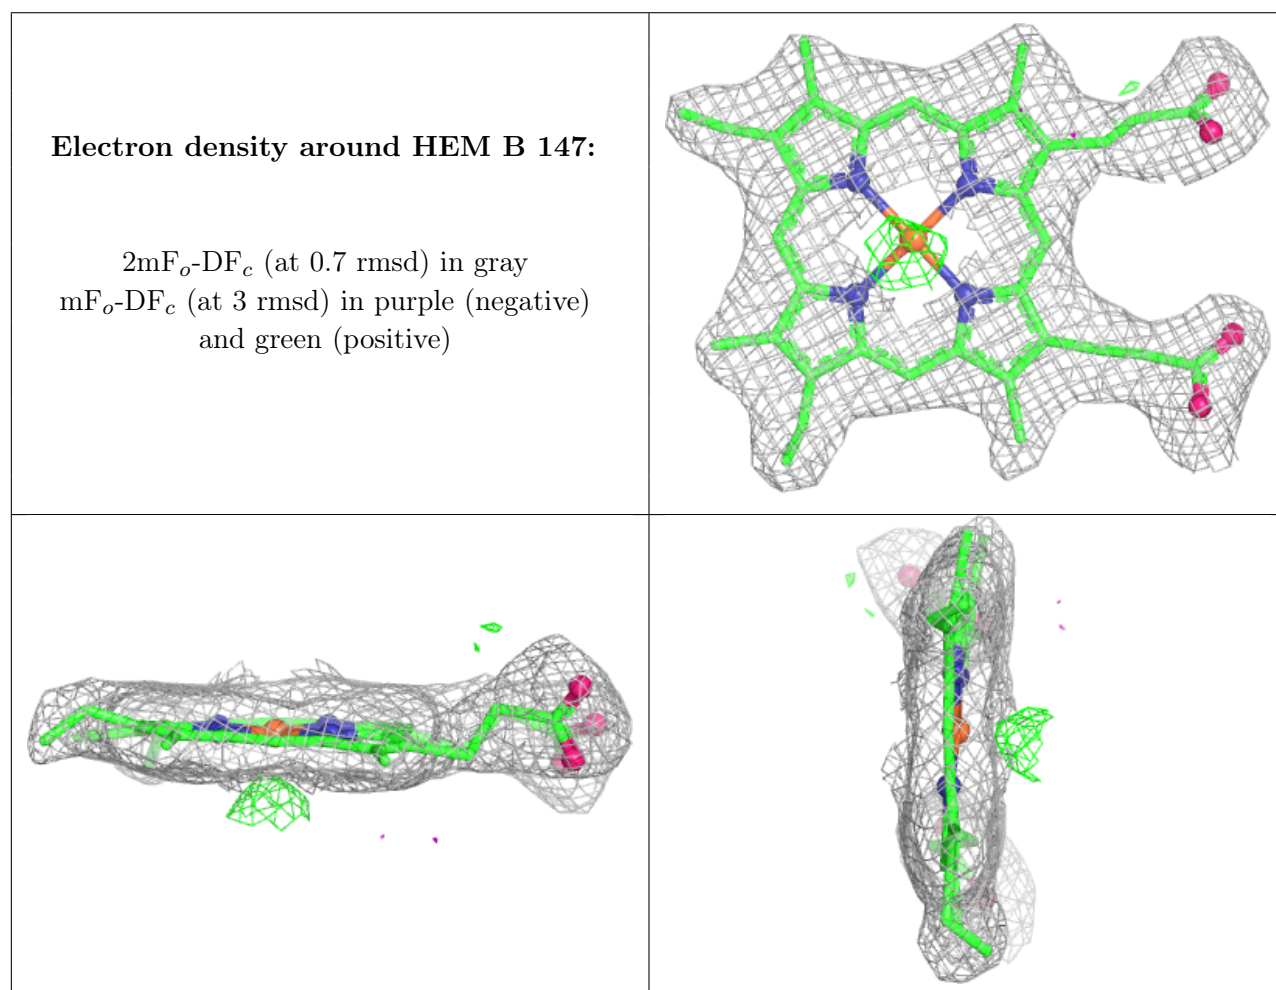 Electron density around HEM B 147:
2mFₒ-DF𝒸 (at 0.7 rmsd) in gray
mFₒ-DF𝒸 (at 3 rmsd) in purple (negative)
and green (positive)